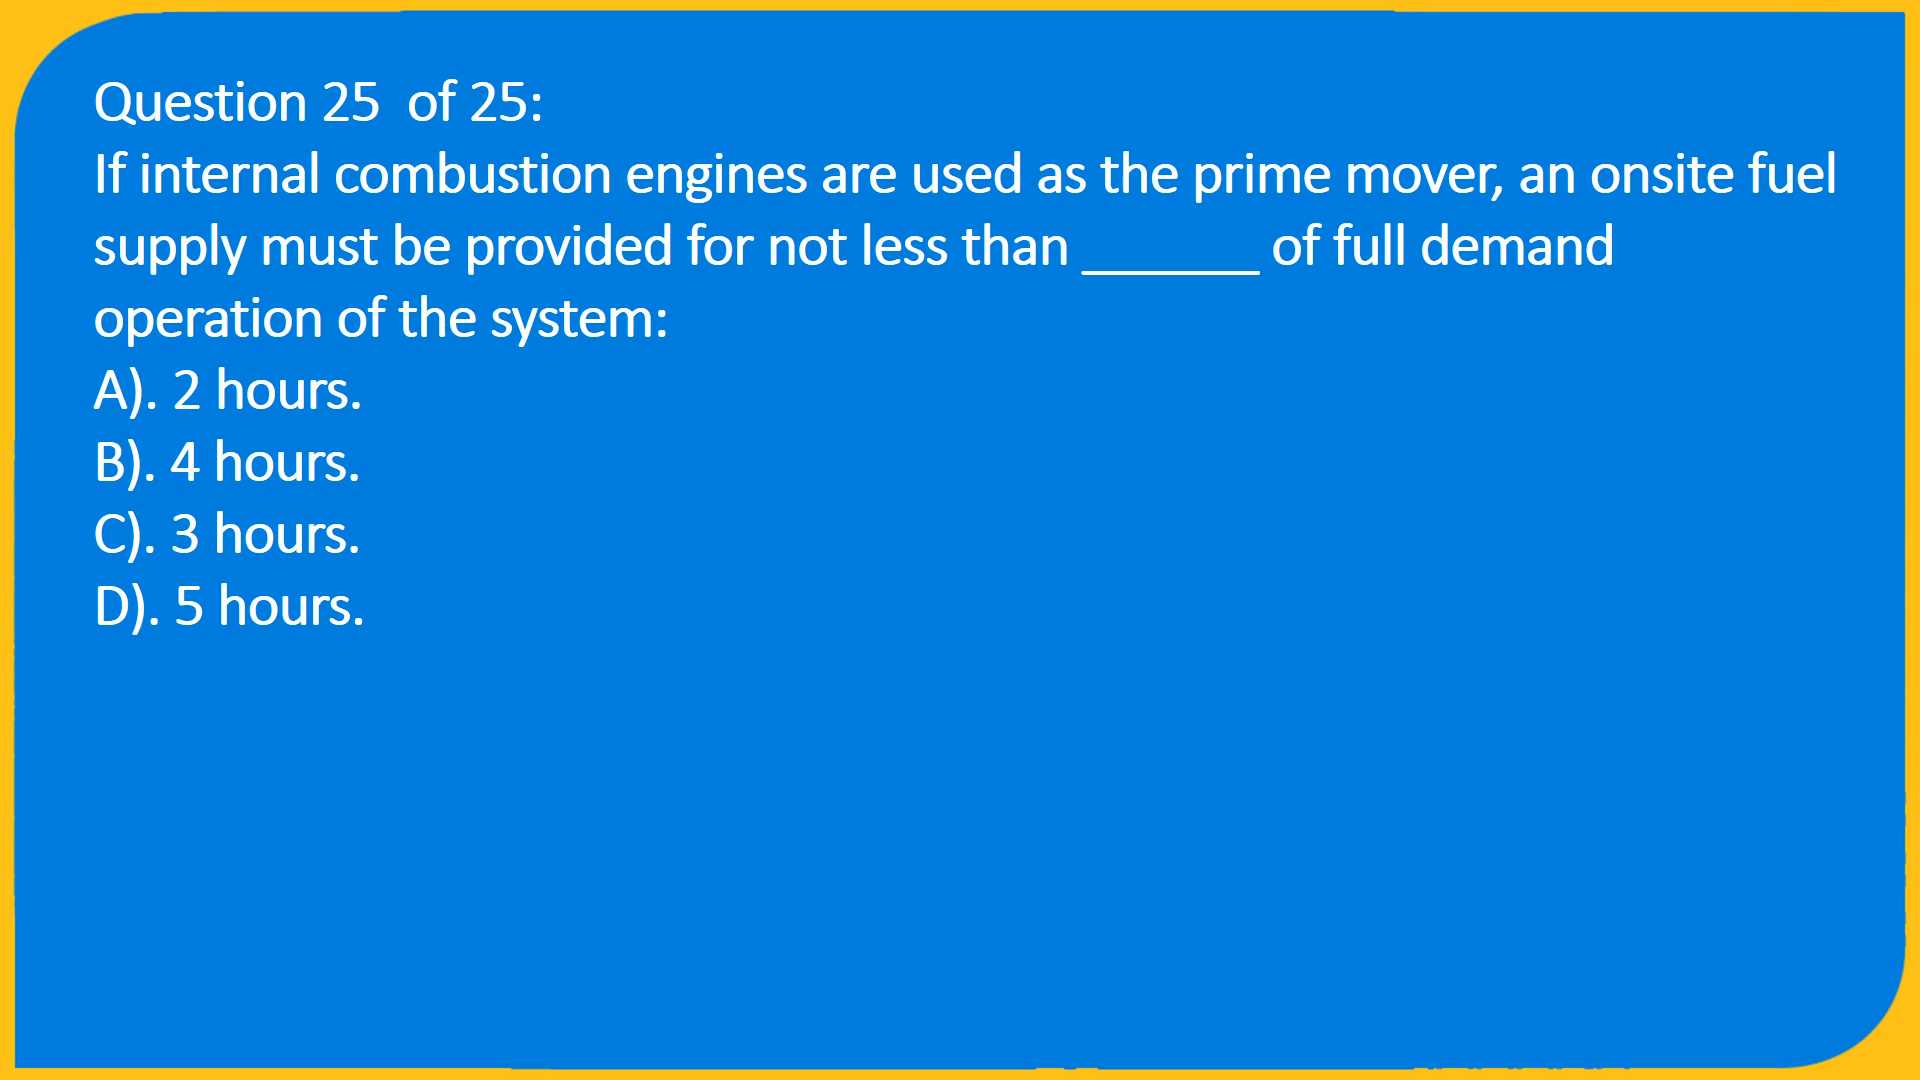 Question 25  of 25:
If internal combustion engines are used as the prime mover, an onsite fuel
supply must be provided for not less than ______ of full demand
operation of the system:
A). 2 hours.
B). 4 hours.
C). 3 hours.
D). 5 hours.